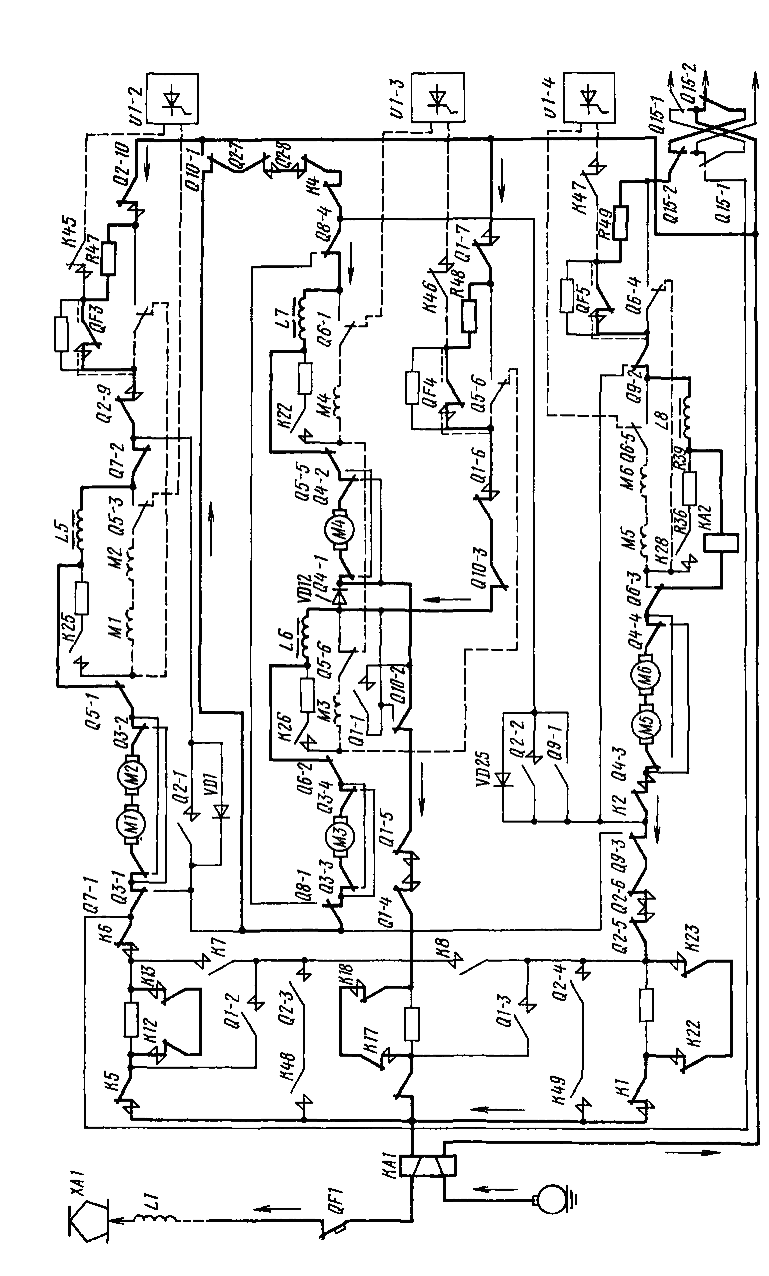 U1-2
U1-3
U1-4
Q15-2
Q15-1
Q2-10
Q10-1
Q2-7
Q2-8
K4
Q8-4
K45
R47
QF3
Q2-9
Q7-2
L5
Q5-3
M2
M1
K25
Q5-1
Q3-2
M2
M1
Q3-1
Q7-1
K6
Q2-1
VD1
L7
Q6-1
K22
M4
Q5-5
Q4-2
M4
Q4-1
VD12
L6
Q5-6
M3
K26
Q1-1
Q10-2
Q6-2
Q3-4
M3
Q3-3
Q8-1
K46
R48
Q1-7
QF4
Q5-6
Q1-6
Q10-3
Q1-5
Q1-4
K47
R49
QF5
Q6-4
Q15-2
Q15-1
Q9-2
L8
M6
Q6-5
R39
R36
KA2
M5
K28
Q6-3
Q4-4
M6
M5
Q4-3
K2
VD25
Q2-2
Q9-1
Q9-3
Q2-6
Q2-5
K7
K8
K13
K12
K5
Q1-2
Q2-3
K48
K18
K17
Q1-3
Q2-4
K49
K23
K22
K1
KA1
XA1
L1
QF1